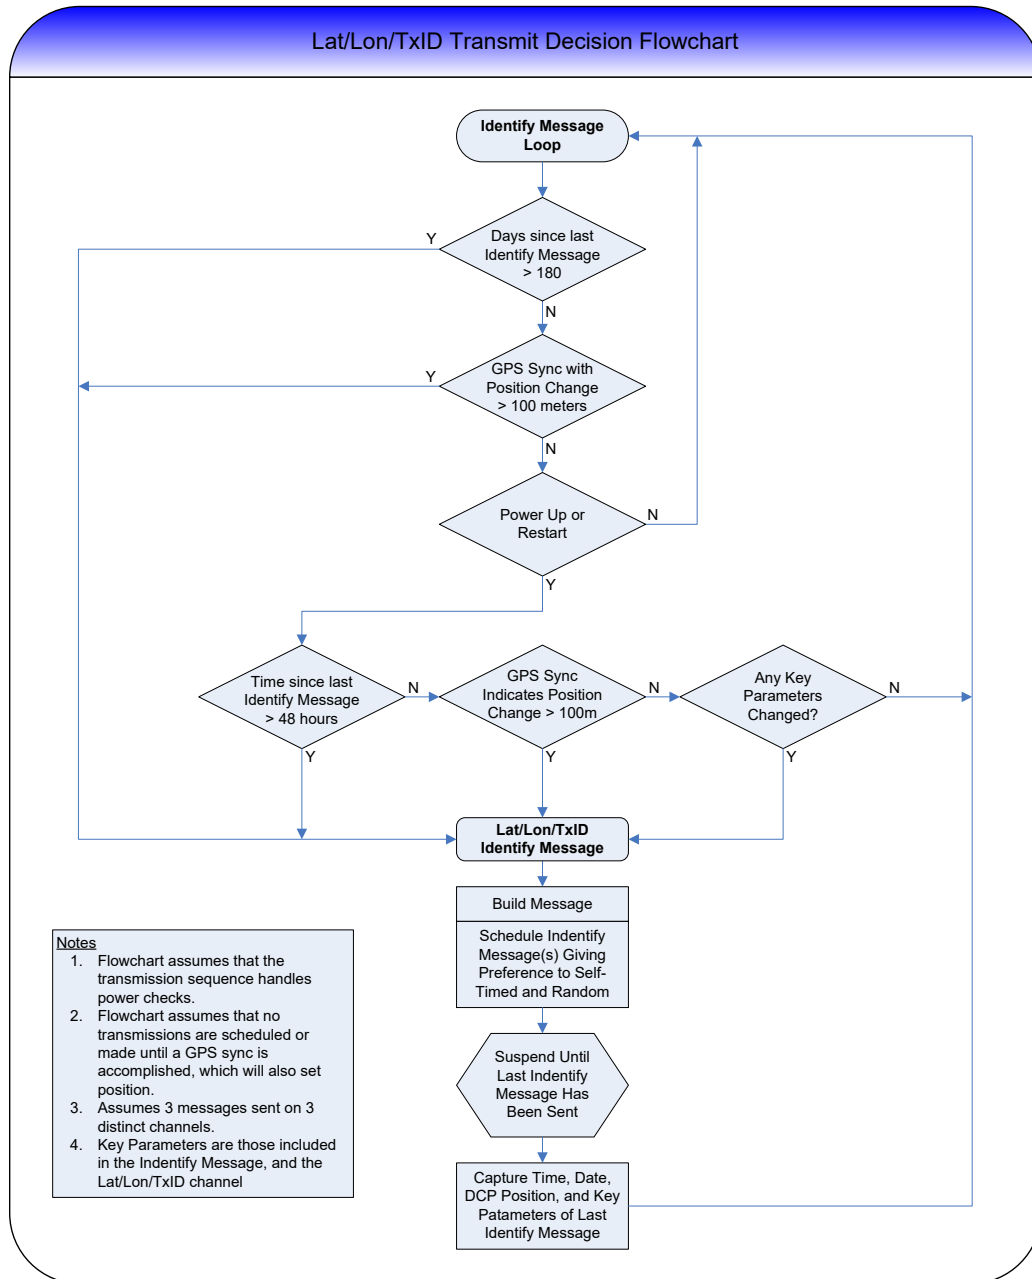 Lat/Lon/TxID Transmit Decision Flowchart
Identify Message
Loop
Y
Days since last
Identify Message
> 180
N
Y
GPS Sync with
Position Change
> 100 meters
N
Power Up or
Restart
N
Y
Time since last
Identify Message
> 48 hours
N
GPS Sync
Indicates Position
Change > 100m
N
Any Key
Parameters
Changed?
N
Y
Y
Y
Lat/Lon/TxID
Identify Message
Build Message
Schedule Indentify
Message(s) Giving
Preference to Self-
Timed and Random
Suspend Until
Last Indentify
Message Has
Been Sent
Capture Time, Date,
DCP Position, and Key
Patameters of Last
Identify Message
Notes
1. Flowchart assumes that the
transmission sequence handles
power checks.
2. Flowchart assumes that no
transmissions are scheduled or
made until a GPS sync is
accomplished, which will also set
position.
3. Assumes 3 messages sent on 3
distinct channels.
4. Key Parameters are those included
in the Indentify Message, and the
Lat/Lon/TxID channel